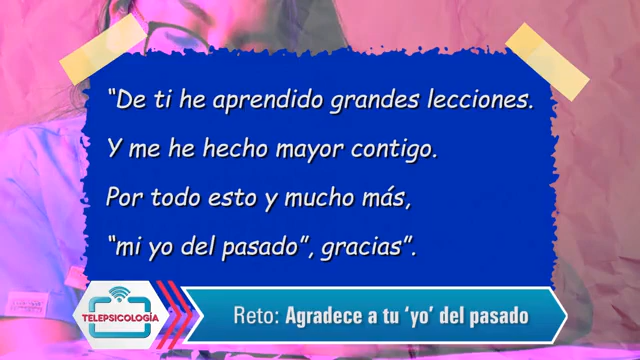 “De ti he aprendido grandes lecciones.
Y me he hecho mayor contigo.
Por todo esto y mucho más,
“mi yo del pasado”, gracias”.
TELEPSICOLOGÍA
Reto: Agradece a tu ‘yo’ del pasado